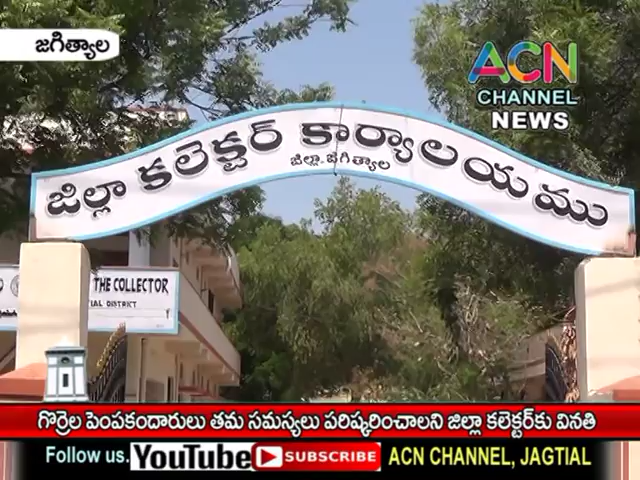 జగిత్యాల
ACN
CHANNEL
NEWS
జిల్లా కలెక్టర్ కార్యాలయము
జిల్లా.జగిత్యాల
THE COLLECTOR
TIAL DISTRICT
గొర్రెల పెంపకందారులు తమ సమస్యలు పరిష్కరించాలని జిల్లా కలెక్టర్‌కు వినతి
Follow us. YouTube SUBSCRIBE ACN CHANNEL, JAGTIAL